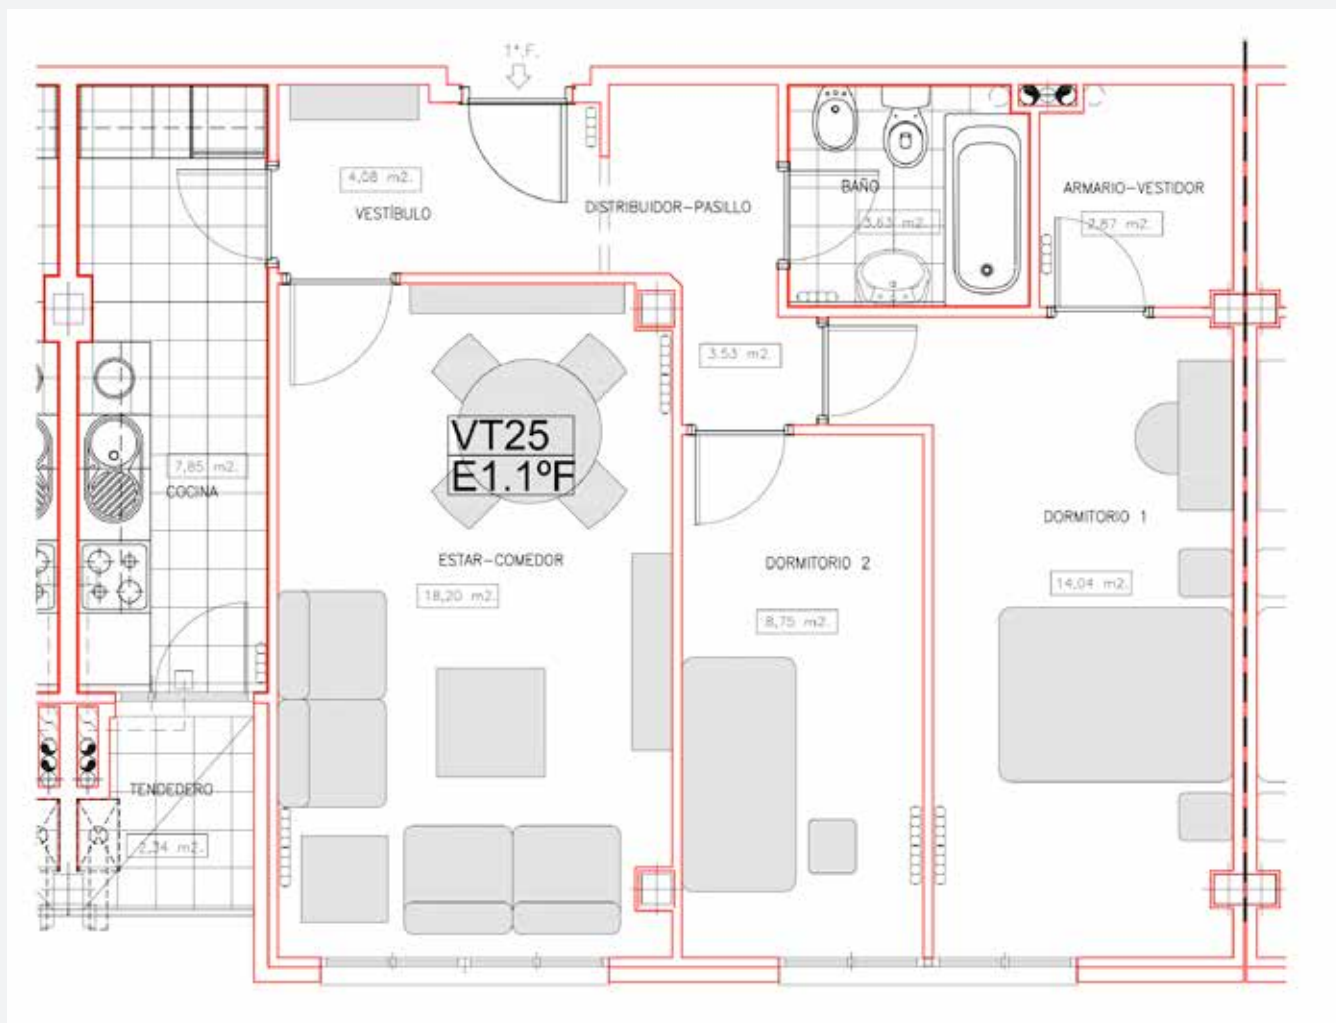 1ª.F.
4,08 m2.
VESTÍBULO
DISTRIBUIDOR-PASILLO
BAÑO
3,63 m2.
ARMARIO-VESTIDOR
2,87 m2.
3.53 m2.
VT25
E1.1ºF
7,85 m2.
COCINA
ESTAR-COMEDOR
18,20 m2.
DORMITORIO 2
8,75 m2.
DORMITORIO 1
14,04 m2.
TENDEDERO
2,34 m2.